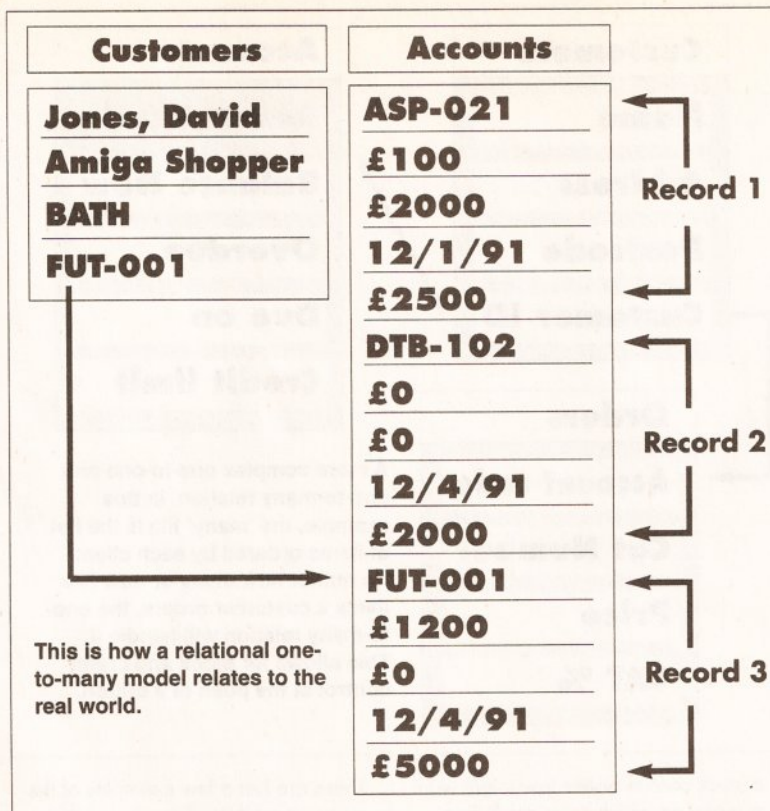 Customers
Jones, David
Amiga Shopper
BATH
FUT-001
This is how a relational one-
to-many model relates to the
real world.
Accounts
ASP-021
£100
£2000
12/1/91
£2500
DTB-102
£0
£0
12/4/91
£2000
FUT-001
£1200
£0
12/4/91
£5000
Record 1
Record 2
Record 3